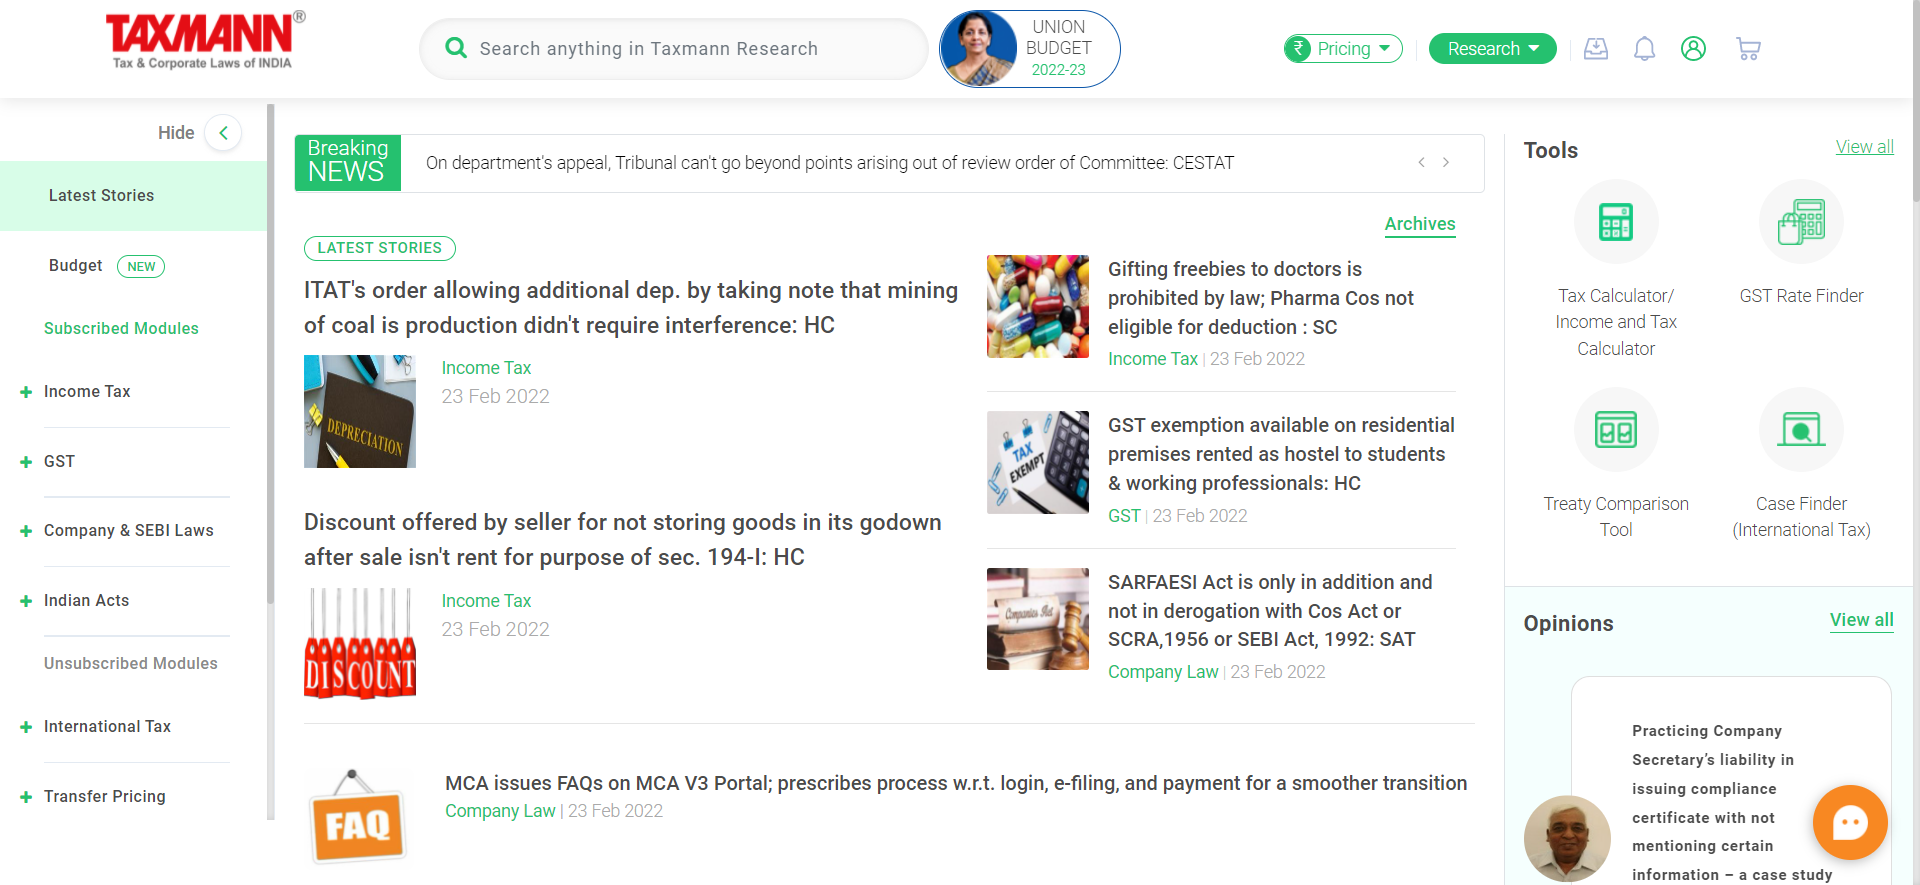 TAXMANN®
Tax & Corporate Laws of INDIA
Search anything in Taxmann Research
UNION
BUDGET
2022-23
₹ Pricing
Research
Hide
Latest Stories
Budget NEW
Subscribed Modules
Income Tax
GST
Company & SEBI Laws
Indian Acts
Unsubscribed Modules
International Tax
Transfer Pricing
Breaking
NEWS
On department's appeal, Tribunal can't go beyond points arising out of review order of Committee: CESTAT
Archives
LATEST STORIES
ITAT's order allowing additional dep. by taking note that mining
of coal is production didn't require interference: HC
DEPRECIATION
Income Tax
23 Feb 2022
Discount offered by seller for not storing goods in its godown
after sale isn't rent for purpose of sec. 194-I: HC
DISCOUNT
Income Tax
23 Feb 2022
Gifting freebies to doctors is
prohibited by law; Pharma Cos not
eligible for deduction : SC
Income Tax | 23 Feb 2022
TAX
EXEMPT
GST exemption available on residential
premises rented as hostel to students
& working professionals: HC
GST | 23 Feb 2022
Companies Act
SARFAESI Act is only in addition and
not in derogation with Cos Act or
SCRA,1956 or SEBI Act, 1992: SAT
Company Law | 23 Feb 2022
FAQ
MCA issues FAQs on MCA V3 Portal; prescribes process w.r.t. login, e-filing, and payment for a smoother transition
Company Law | 23 Feb 2022
Tools
View all
Tax Calculator/
Income and Tax
Calculator
GST Rate Finder
Treaty Comparison
Tool
Case Finder
(International Tax)
Opinions
View all
Practicing Company
Secretary’s liability in
issuing compliance
certificate with not
mentioning certain
information – a case study